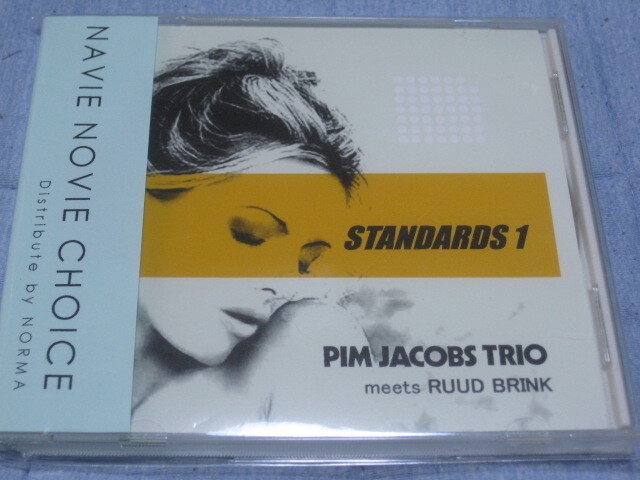 NAVIE NOVIE CHOICE
Distribute by NORMA
STANDARDS 1
PIM JACOBS TRIO
meets RUUD BRINK